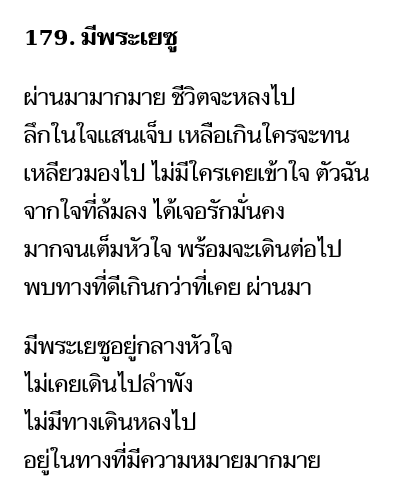 179. มีพระเยซู
ผ่านมามากมาย ชีวิตจะหลงไป
ลึกในใจแสนเจ็บ เหลือเกินใครจะทน
เหลียวมองไป ไม่มีใครเคยเข้าใจ ตัวฉัน
จากใจที่ล้มลง ได้เจอรักมั่นคง
มากจนเต็มหัวใจ พร้อมจะเดินต่อไป
พบทางที่ดีเกินกว่าที่เคย ผ่านมา
มีพระเยซูอยู่กลางหัวใจ
ไม่เคยเดินไปลำพัง
ไม่มีทางเดินหลงไป
อยู่ในทางที่มีความหมายมากมาย